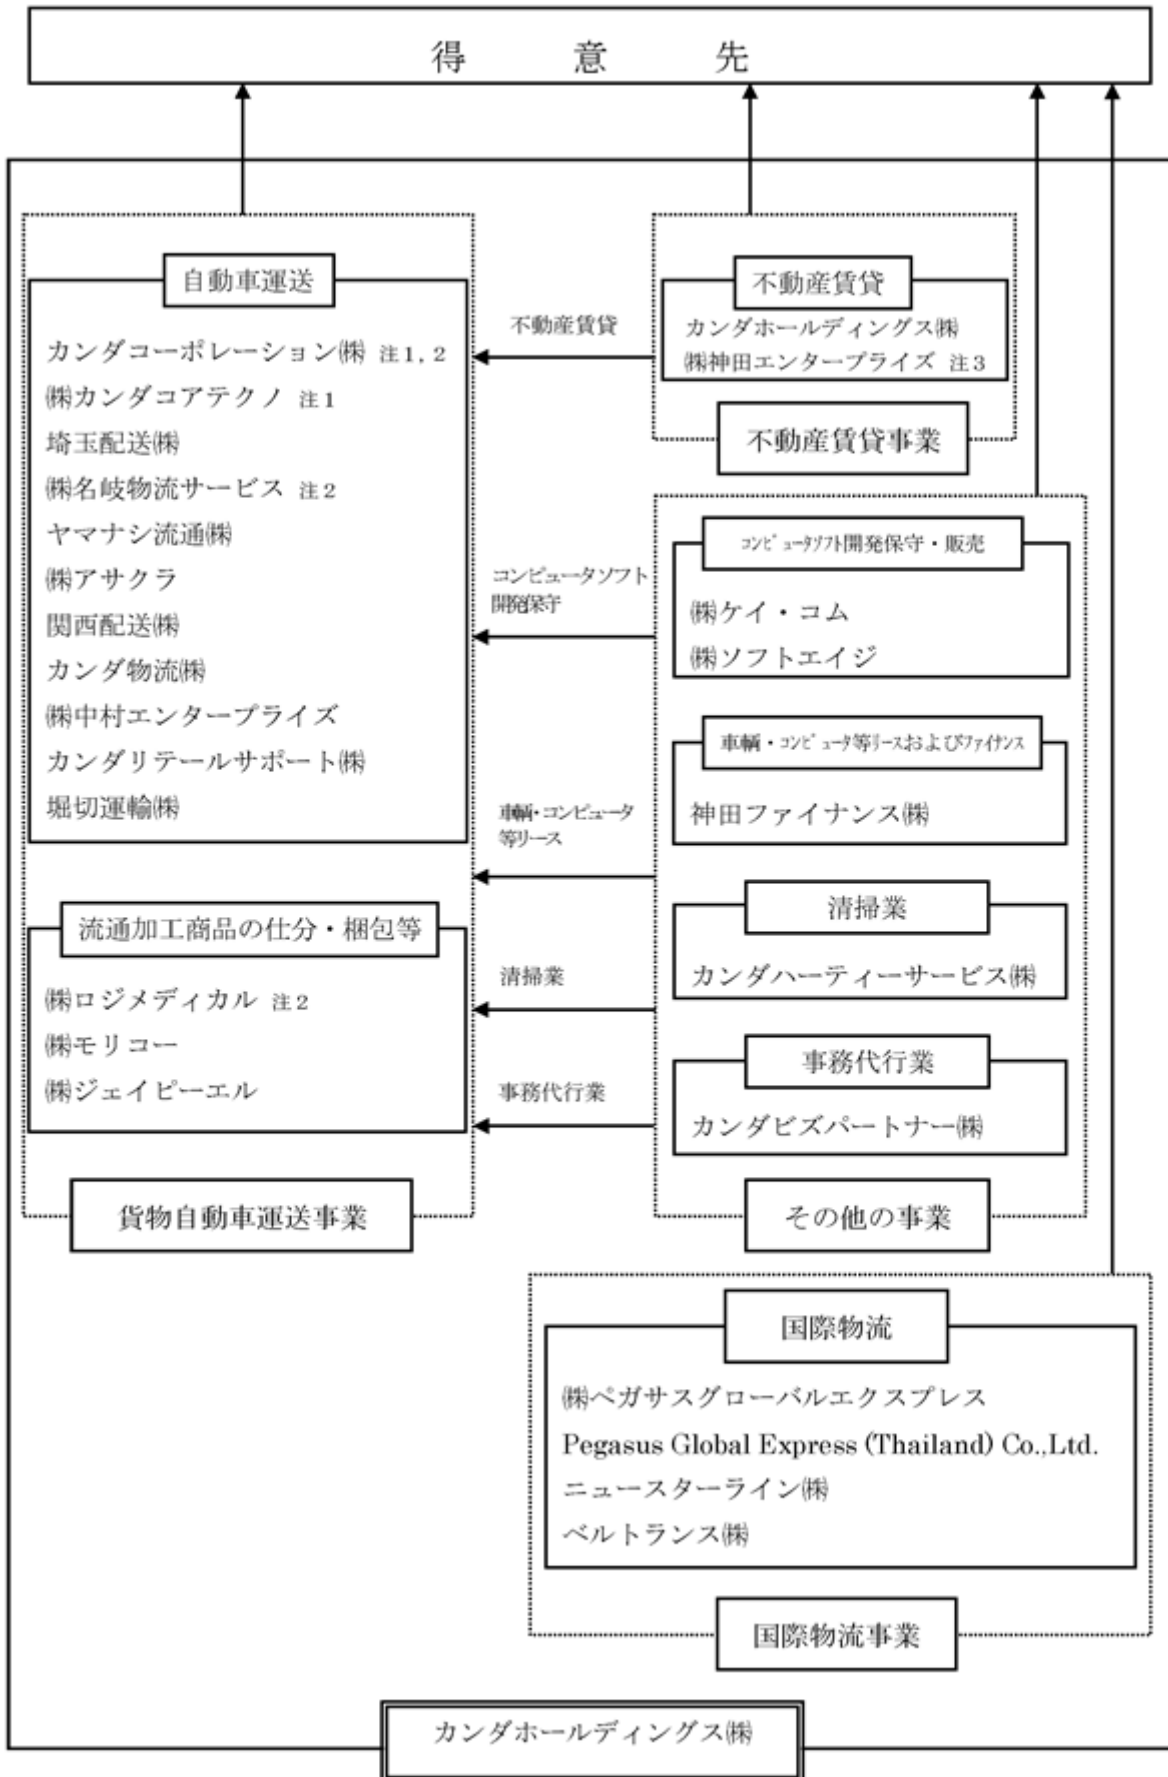 得意先
自動車運送
カンダコーポレーション㈱ 注1, 2
㈱カンダコアテクノ 注1
埼玉配送㈱
㈱名岐物流サービス 注2
ヤマナシ流通㈱
㈱アサクラ
関西配送㈱
カンダ物流㈱
㈱中村エンタープライズ
カンダリテールサポート㈱
堀切運輸㈱
流通加工商品の仕分・梱包等
㈱ロジメディカル 注2
㈱モリコー
㈱ジェイピーエル
貨物自動車運送事業
不動産賃貸
コンピュータソフト
開発保守
車輌・コンピュータ
等リース
清掃業
事務代行業
不動産賃貸
カンダホールディングス㈱
㈱神田エンタープライズ 注3
不動産賃貸事業
コンピュータソフト開発保守・販売
㈱ケイ・コム
㈱ソフトエイジ
車輌・コンピュータ等リースおよびファイナンス
神田ファイナンス㈱
清掃業
カンダハーティーサービス㈱
事務代行業
カンダビズパートナー㈱
その他の事業
国際物流
㈱ペガサスグローバルエクスプレス
Pegasus Global Express (Thailand) Co.,Ltd.
ニュースターライン㈱
ベルトランス㈱
国際物流事業
カンダホールディングス㈱